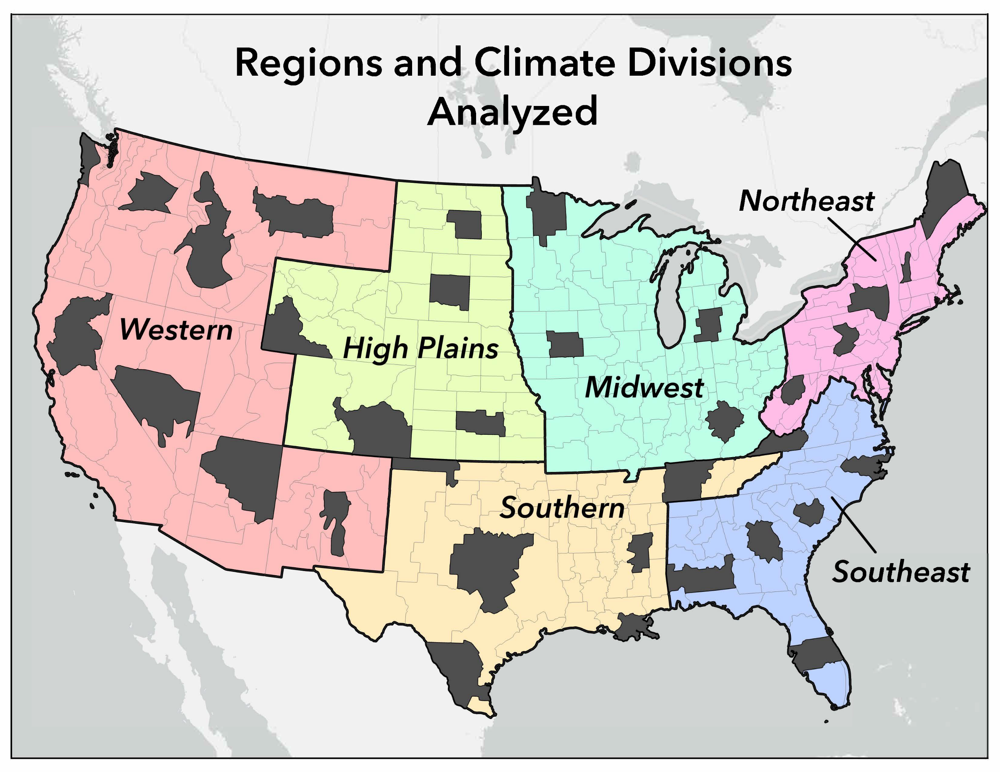 Regions and Climate Divisions
Analyzed
Northeast
Western
High Plains
Midwest
Southern
Southeast